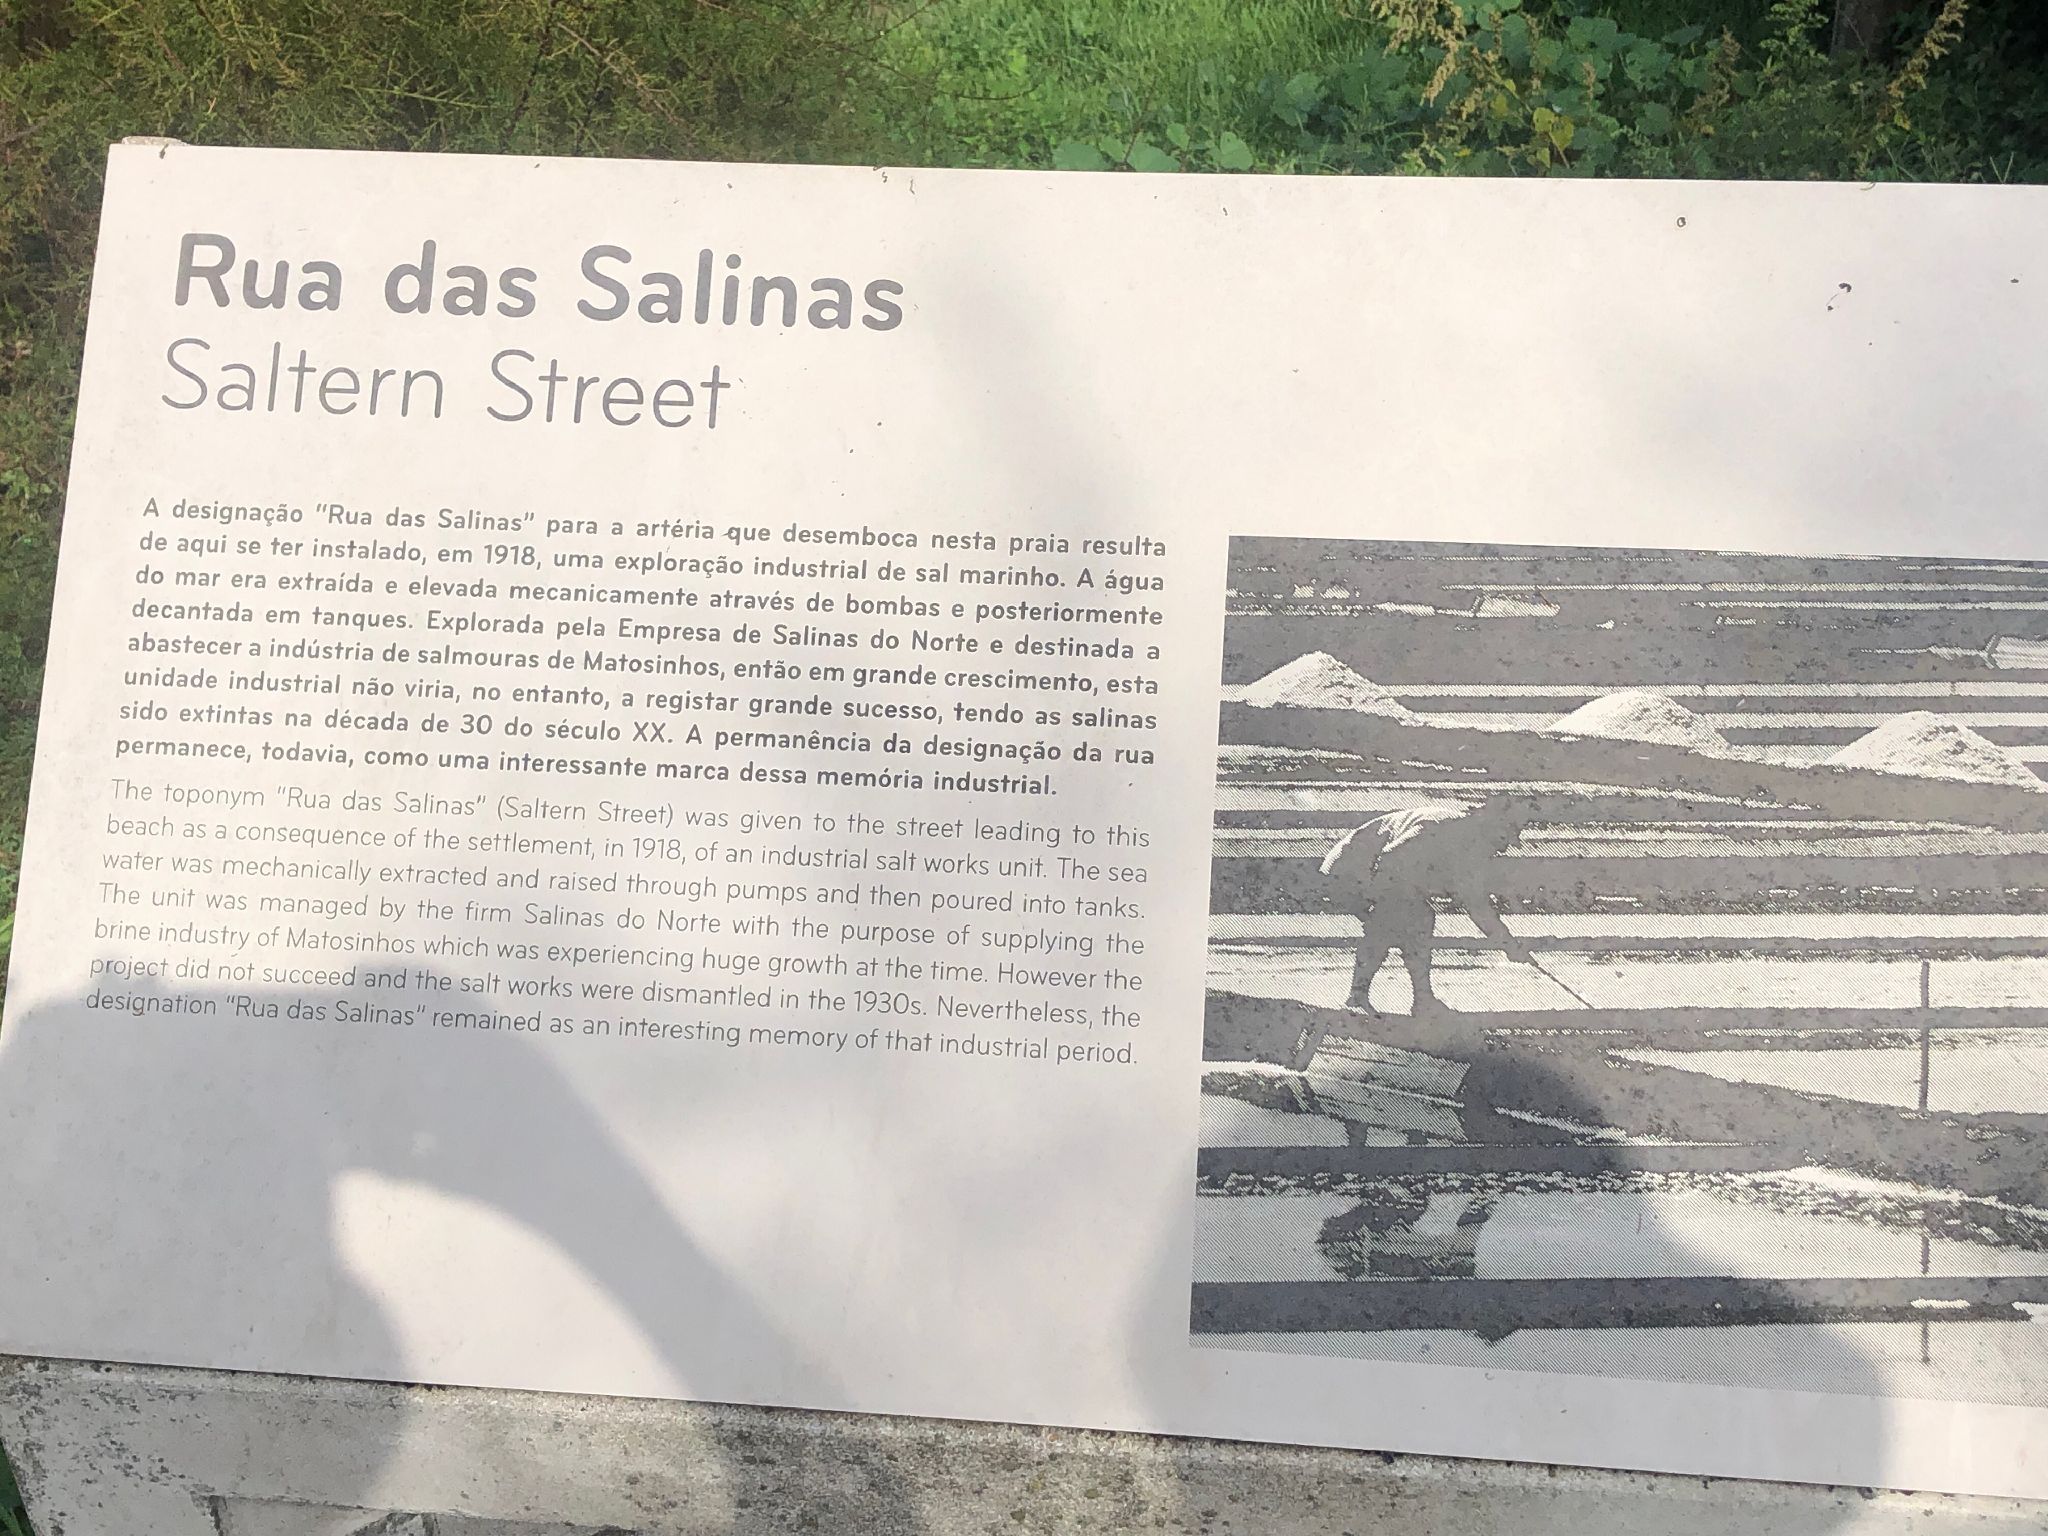 Rua das Salinas
Saltern Street
A designação "Rua das Salinas" para a artéria que desemboca nesta praia resulta
de aqui se ter instalado, em 1918, uma exploração industrial de sal marinho. A água
do mar era extraída e elevada mecanicamente através de bombas e posteriormente
decantada em tanques. Explorada pela Empresa de Salinas do Norte e destinada a
abastecer a indústria de salmouras de Matosinhos, então em grande crescimento, esta
unidade industrial não viria, no entanto, a registar grande sucesso, tendo as salinas
sido extintas na década de 30 do século XX. A permanência da designação da rua
permanece, todavia, como uma interessante marca dessa memória industrial.
The toponym "Rua das Salinas" (Saltern Street) was given to the street leading to this
beach as a consequence of the settlement, in 1918, of an industrial salt works unit. The sea
water was mechanically extracted and raised through pumps and then poured into tanks.
The unit was managed by the firm Salinas do Norte with the purpose of supplying the
brine industry of Matosinhos which was experiencing huge growth at the time. However the
project did not succeed and the salt works were dismantled in the 1930s. Nevertheless, the
designation "Rua das Salinas" remained as an interesting memory of that industrial period.